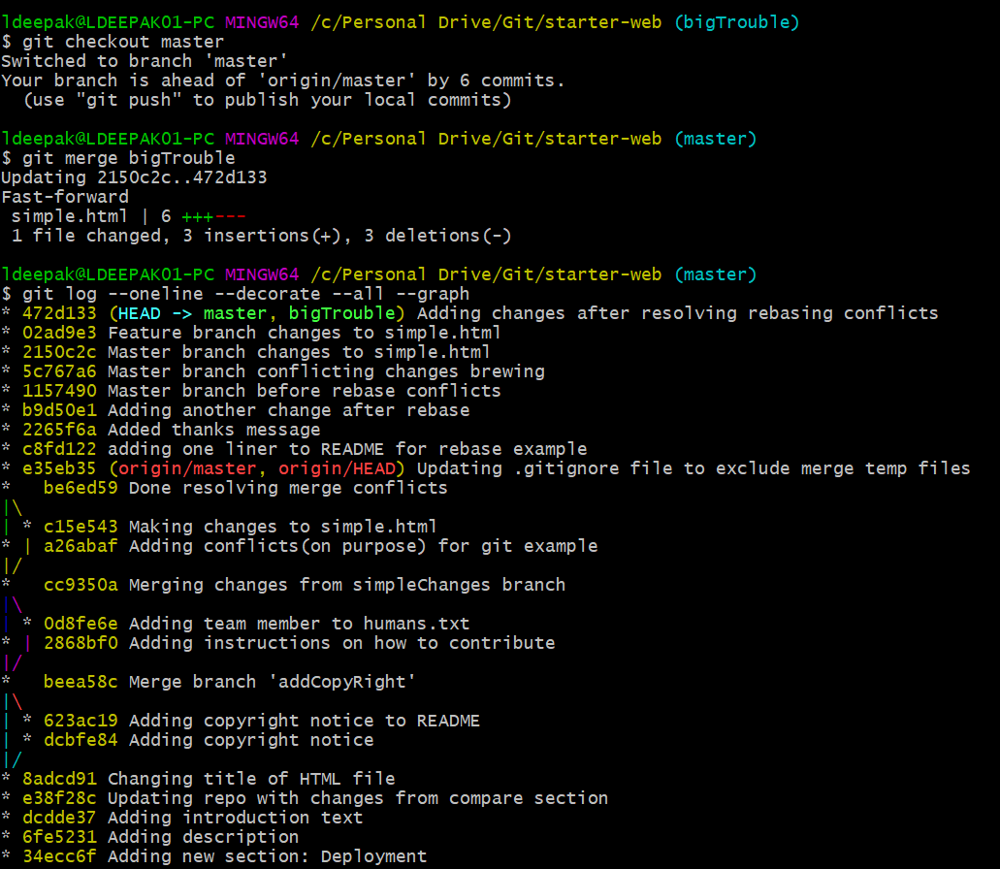 ldeepak@LDEEPAK01-PC MINGW64 /c/Personal Drive/Git/starter-web (bigTrouble)
$ git checkout master
Switched to branch 'master'
Your branch is ahead of 'origin/master' by 6 commits.
  (use "git push" to publish your local commits)

ldeepak@LDEEPAK01-PC MINGW64 /c/Personal Drive/Git/starter-web (master)
$ git merge bigTrouble
Updating 2150c2c..472d133
Fast-forward
 simple.html | 6 +++---
 1 file changed, 3 insertions(+), 3 deletions(-)

ldeepak@LDEEPAK01-PC MINGW64 /c/Personal Drive/Git/starter-web (master)
$ git log --oneline --decorate --all --graph
* 472d133 (HEAD -> master, bigTrouble) Adding changes after resolving rebasing conflicts
* 02ad9e3 Feature branch changes to simple.html
* 2150c2c Master branch changes to simple.html
* 5c767a6 Master branch conflicting changes brewing
* 1157490 Master branch before rebase conflicts
* b9d50e1 Adding another change after rebase
* 2265f6a Added thanks message
* c8fd122 adding one liner to README for rebase example
* e35eb35 (origin/master, origin/HEAD) Updating .gitignore file to exclude merge temp files
*   be6ed59 Done resolving merge conflicts
|\
| * c15e543 Making changes to simple.html
* | a26abaf Adding conflicts(on purpose) for git example
|/
*   cc9350a Merging changes from simpleChanges branch
|\
| * 0d8fe6e Adding team member to humans.txt
* | 2868bf0 Adding instructions on how to contribute
|/
*   beea58c Merge branch 'addCopyRight'
|\
| * 623ac19 Adding copyright notice to README
| * dcbfe84 Adding copyright notice
|/
* 8adcd91 Changing title of HTML file
* e38f28c Updating repo with changes from compare section
* dcdde37 Adding introduction text
* 6fe5231 Adding description
* 34ecc6f Adding new section: Deployment